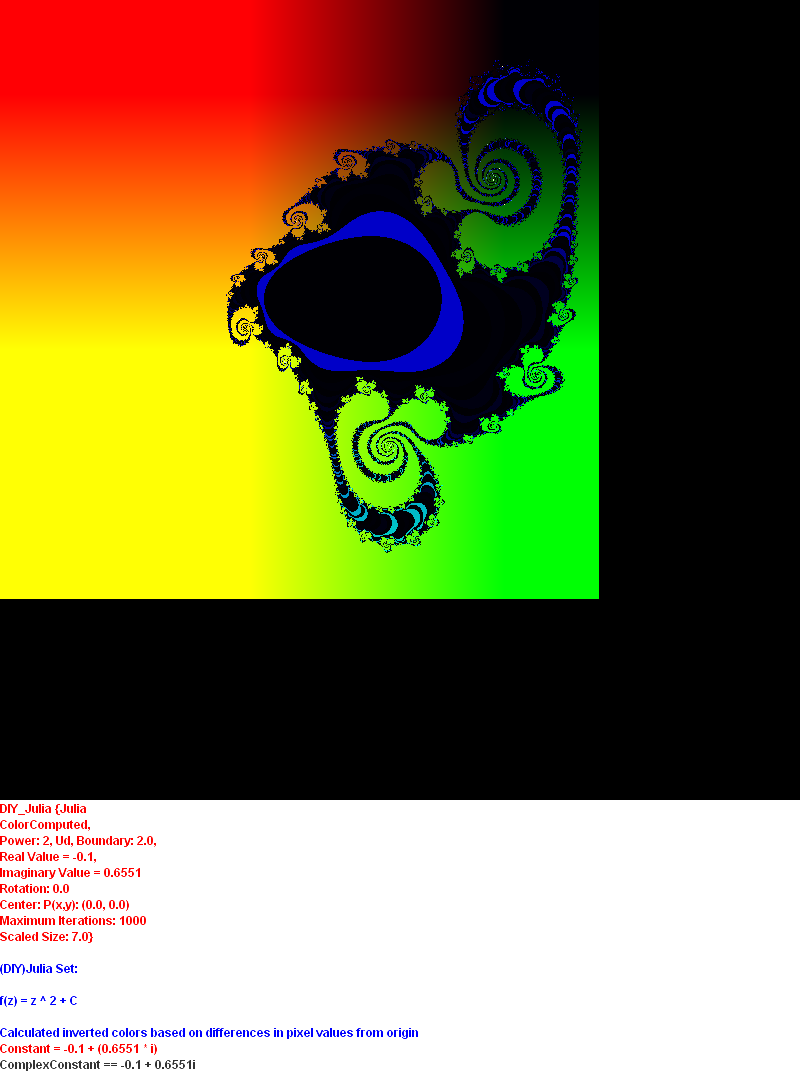 DIY_Julia {Julia
ColorComputed,
Power: 2, Ud, Boundary: 2.0,
Real Value = -0.1,
Imaginary Value = 0.6551
Rotation: 0.0
Center: P(x,y): (0.0, 0.0)
Maximum Iterations: 1000
Scaled Size: 7.0}
(DIY)Julia Set:
f(z) = z ^ 2 + C
Calculated inverted colors based on differences in pixel values from origin
Constant = -0.1 + (0.6551 * i)
ComplexConstant == -0.1 + 0.6551i